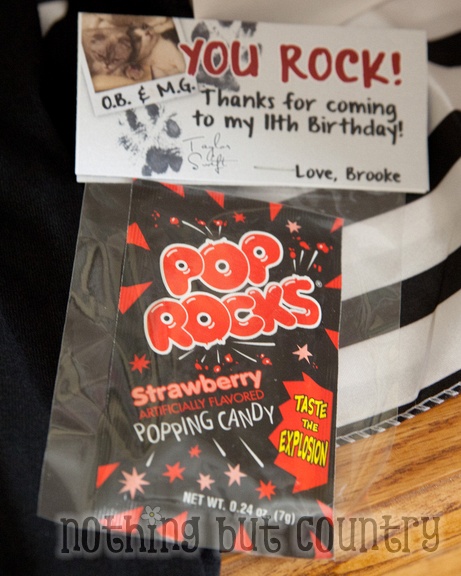 YOU ROCK!
O.B. & M.G.
Thanks for coming
to my 11th Birthday!
Taylor
Swift
Love, Brooke
POP
ROCKS®
Strawberry
ARTIFICIALLY FLAVORED
POPPING CANDY
TASTE
THE
EXPLOSION
NET WT. 0.24 oz. (7g)
nothing but country